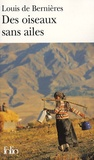 Louis de Bernières
Des oiseaux
sans ailes
folio